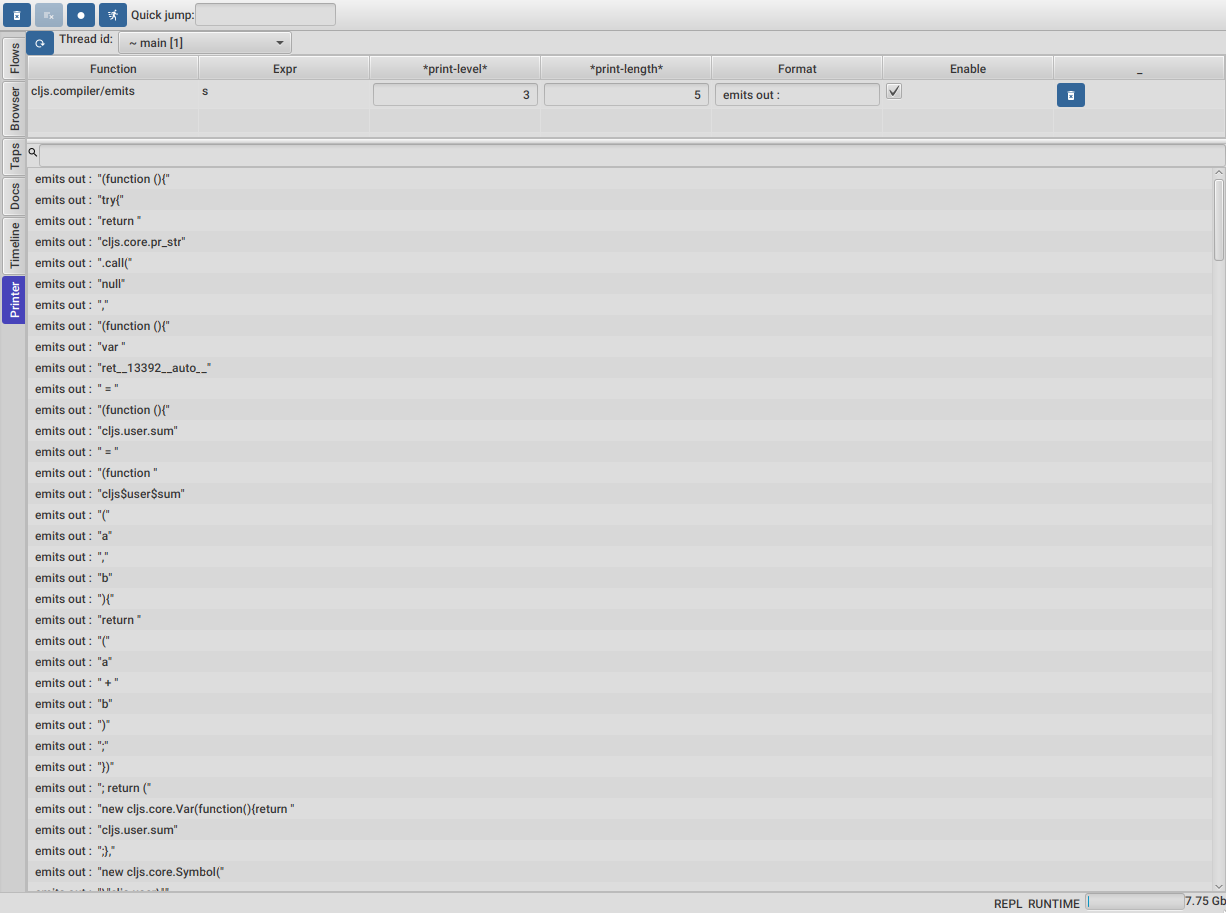 Quick jump:
Flows
Browser
Taps
Docs
Timeline
Printer
Thread id: ~ main [1]
Function Expr *print-level* *print-length* Format Enable _
cljs.compiler/emits s 3 5 emits out :
emits out : "(function (){"
emits out : "try{"
emits out : "return "
emits out : "cljs.core.pr_str"
emits out : ".call("
emits out : "null"
emits out : ","
emits out : "(function (){"
emits out : "var "
emits out : "ret__13392__auto__"
emits out : " = "
emits out : "(function (){"
emits out : "cljs.user.sum"
emits out : " = "
emits out : "(function "
emits out : "cljs$user$sum"
emits out : "("
emits out : "a"
emits out : ","
emits out : "b"
emits out : "){"
emits out : "return "
emits out : "("
emits out : "a"
emits out : " + "
emits out : "b"
emits out : ")"
emits out : ";"
emits out : "})"
emits out : "; return ("
emits out : "new cljs.core.Var(function(){return "
emits out : "cljs.user.sum"
emits out : ";},"
emits out : "new cljs.core.Symbol("
REPL RUNTIME 7.75 Gb